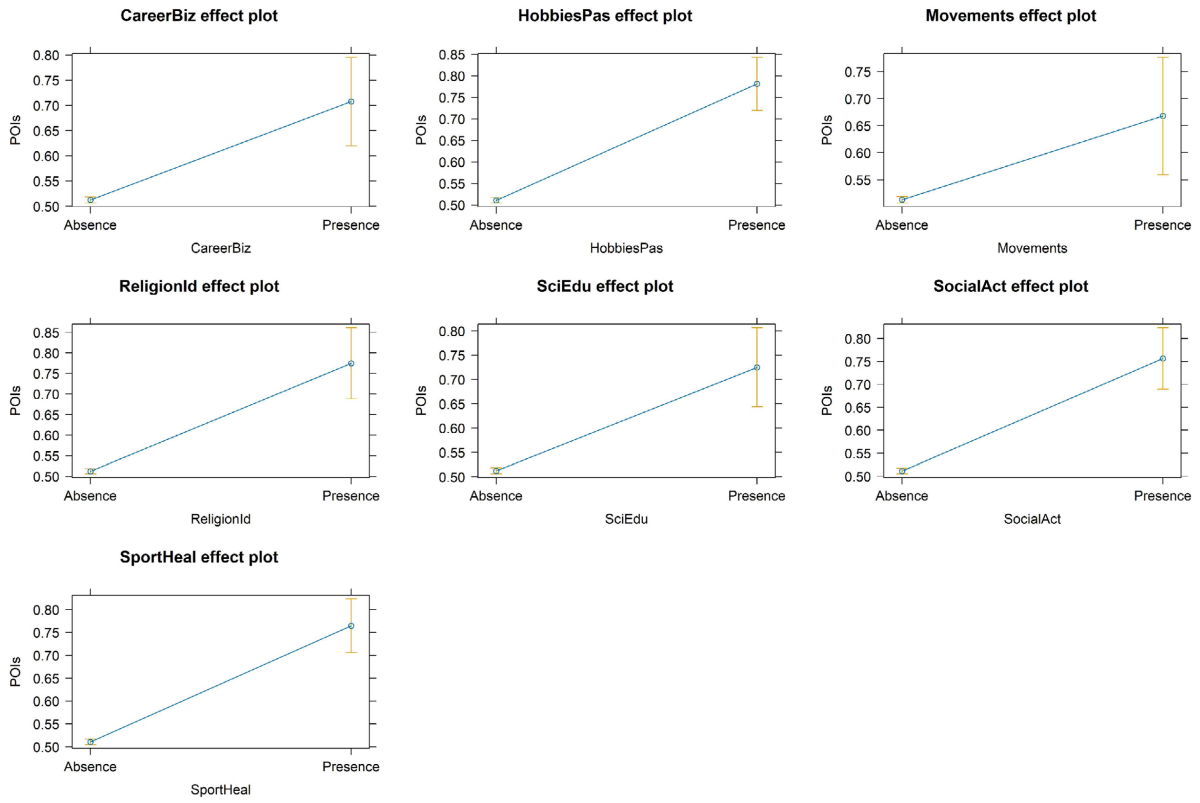 CareerBiz effect plot
0.80
0.75
0.70
0.65
0.60
0.55
0.50
POIs
Absence
Presence
CareerBiz
HobbiesPas effect plot
0.85
0.80
0.75
0.70
0.65
0.60
0.55
0.50
POIs
Absence
Presence
HobbiesPas
Movements effect plot
0.75
0.70
0.65
0.60
0.55
POIs
Absence
Presence
Movements
ReligionId effect plot
0.85
0.80
0.75
0.70
0.65
0.60
0.55
0.50
POIs
Absence
Presence
ReligionId
SciEdu effect plot
0.80
0.75
0.70
0.65
0.60
0.55
0.50
POIs
Absence
Presence
SciEdu
SocialAct effect plot
0.80
0.75
0.70
0.65
0.60
0.55
0.50
POIs
Absence
Presence
SocialAct
SportHeal effect plot
0.80
0.75
0.70
0.65
0.60
0.55
0.50
POIs
Absence
Presence
SportHeal